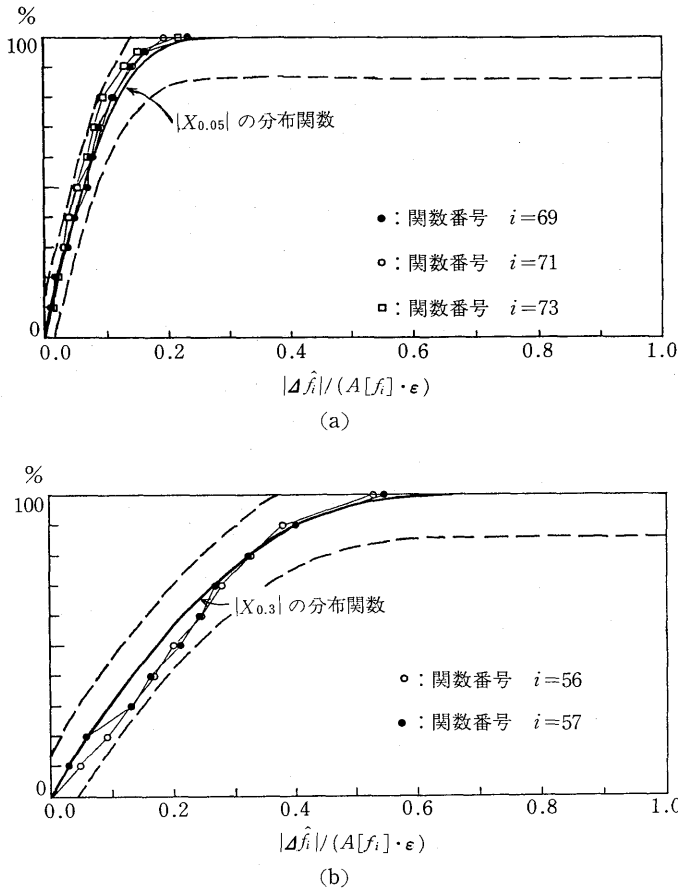 %
100
|X₀.₀₅| の分布関数
●：関数番号 i=69
○：関数番号 i=71
□：関数番号 i=73
0
0.0 0.2 0.4 0.6 0.8 1.0
|Δf̂ᵢ|/(A[fᵢ]·ε)
(a)
%
100
|X₀.₃| の分布関数
○：関数番号 i=56
●：関数番号 i=57
0
0.0 0.2 0.4 0.6 0.8 1.0
|Δf̂ᵢ|/(A[fᵢ]·ε)
(b)